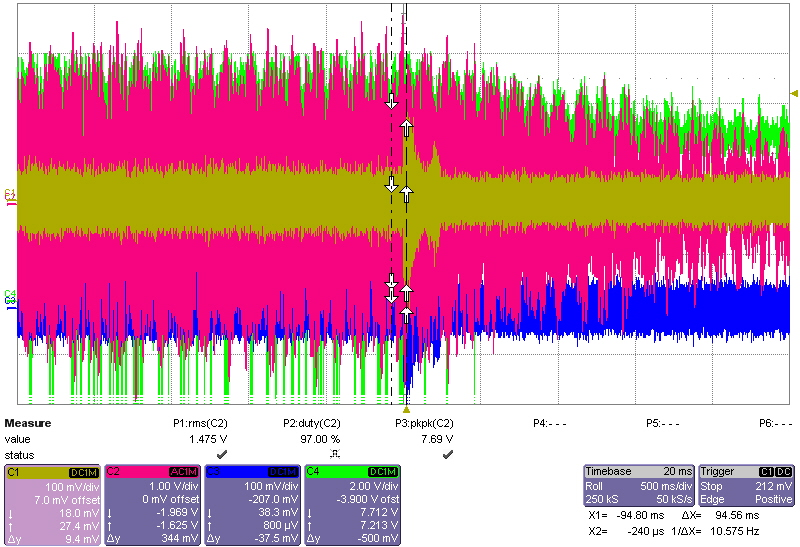 C1
C2
C4
Measure P1:rms(C2) P2:duty(C2) P3:pkpk(C2) P4:--- P5:--- P6:---
value 1.475 V 97.00 % 7.69 V
status
C1 DC1M C2 AC1M C3 DC1M C4 DC1M Timebase 20 ms Trigger C1 DC
100 mV/div 1.00 V/div 100 mV/div 2.00 V/div Roll 500 ms/div Stop 212 mV
7.0 mV offset 0 mV offset -207.0 mV -3.900 V ofst 250 kS 50 kS/s Edge Positive
↓ 18.0 mV ↓ -1.969 V ↓ 38.3 mV ↓ 7.712 V X1= -94.80 ms ΔX= 94.56 ms
↑ 27.4 mV ↑ -1.625 V ↑ 800 µV ↑ 7.213 V X2= -240 µs 1/ΔX= 10.575 Hz
Δy 9.4 mV Δy 344 mV Δy -37.5 mV Δy -500 mV